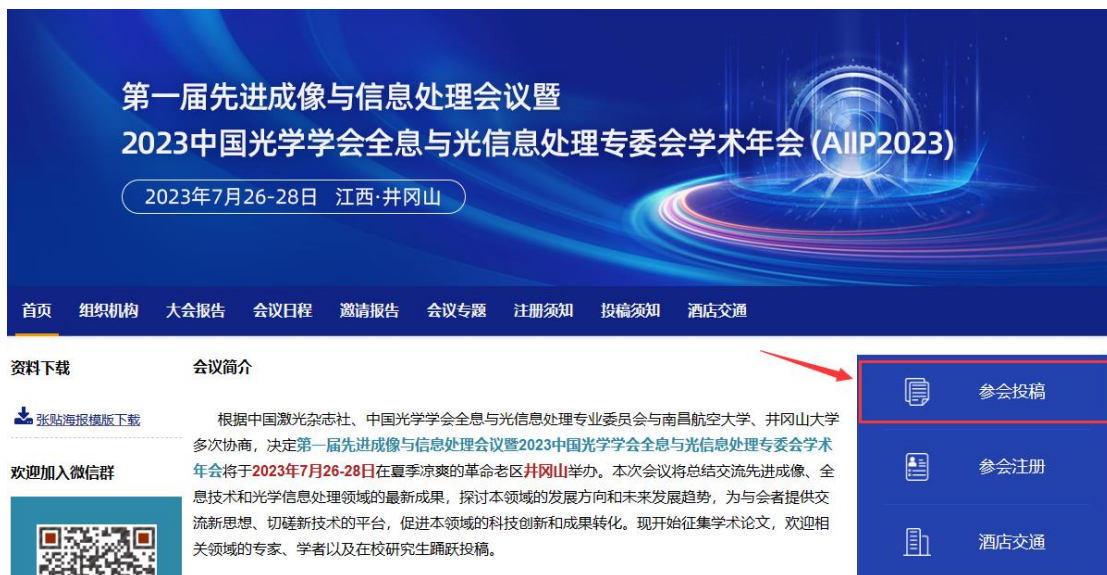 第一届先进成像与信息处理会议暨
2023中国光学学会全息与光信息处理专委会学术年会 (AIIP2023)
2023年7月26-28日 江西·井冈山
首页 组织机构 大会报告 会议日程 邀请报告 会议专题 注册须知 投稿须知 酒店交通
资料下载
张贴海报模版下载
欢迎加入微信群
会议简介
根据中国激光杂志社、中国光学学会全息与光信息处理专业委员会与南昌航空大学、井冈山大学
多次协商，决定第一届先进成像与信息处理会议暨2023中国光学学会全息与光信息处理专委会学术
年会将于2023年7月26-28日在夏季凉爽的革命老区井冈山举办。本次会议将总结交流先进成像、全
息技术和光学信息处理领域的最新成果，探讨本领域的发展方向和未来发展趋势，为与会者提供交
流新思想、切磋新技术的平台，促进本领域的科技创新和成果转化。现开始征集学术论文，欢迎相
关领域的专家、学者以及在校研究生踊跃投稿。
参会投稿
参会注册
酒店交通